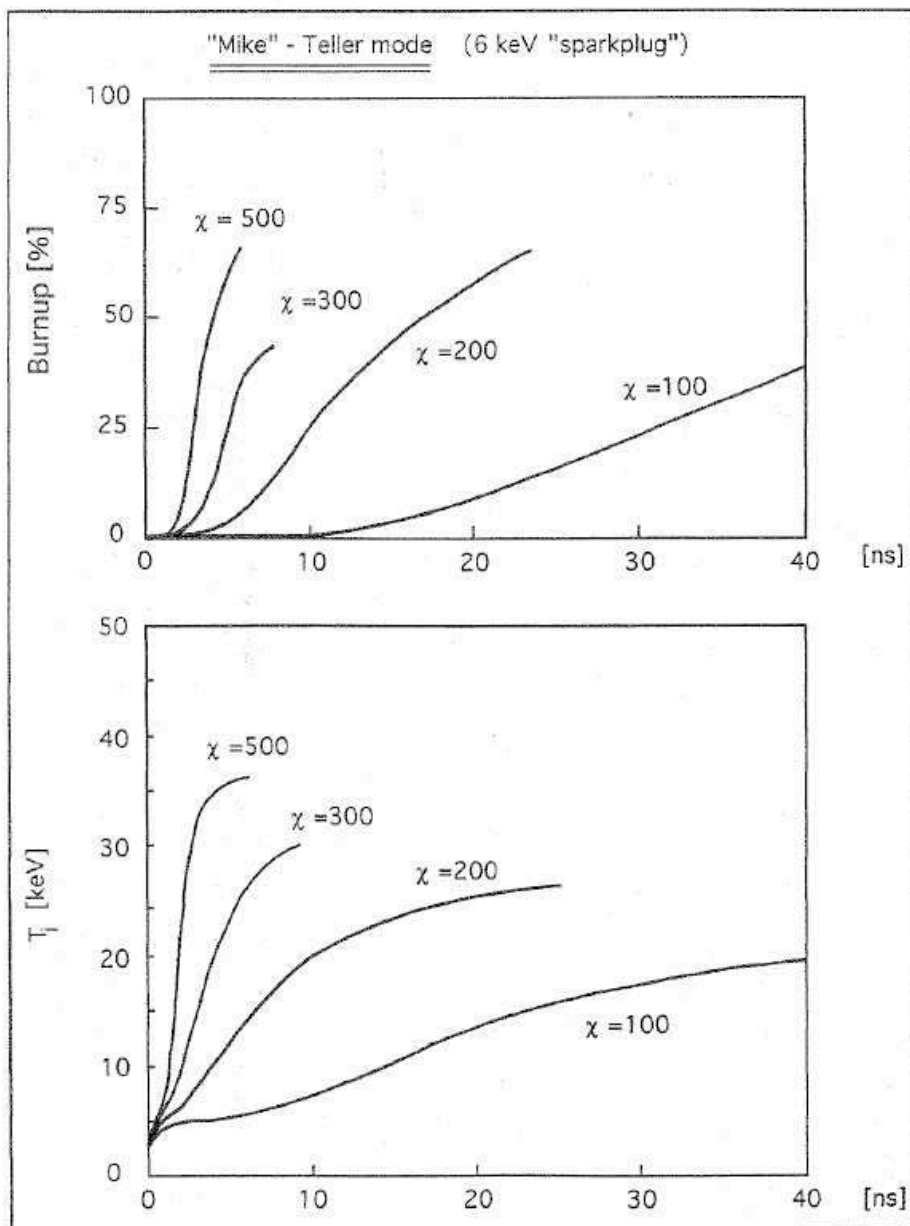 "Mike" - Teller mode (6 keV "sparkplug")
100
75
50
25
0
Burnup [%]
χ = 500
χ = 300
χ =200
χ =100
0 10 20 30 40 [ns]
50
40
30
20
10
0
Ti [keV]
χ =500
χ =300
χ =200
χ =100
0 10 20 30 40 [ns]